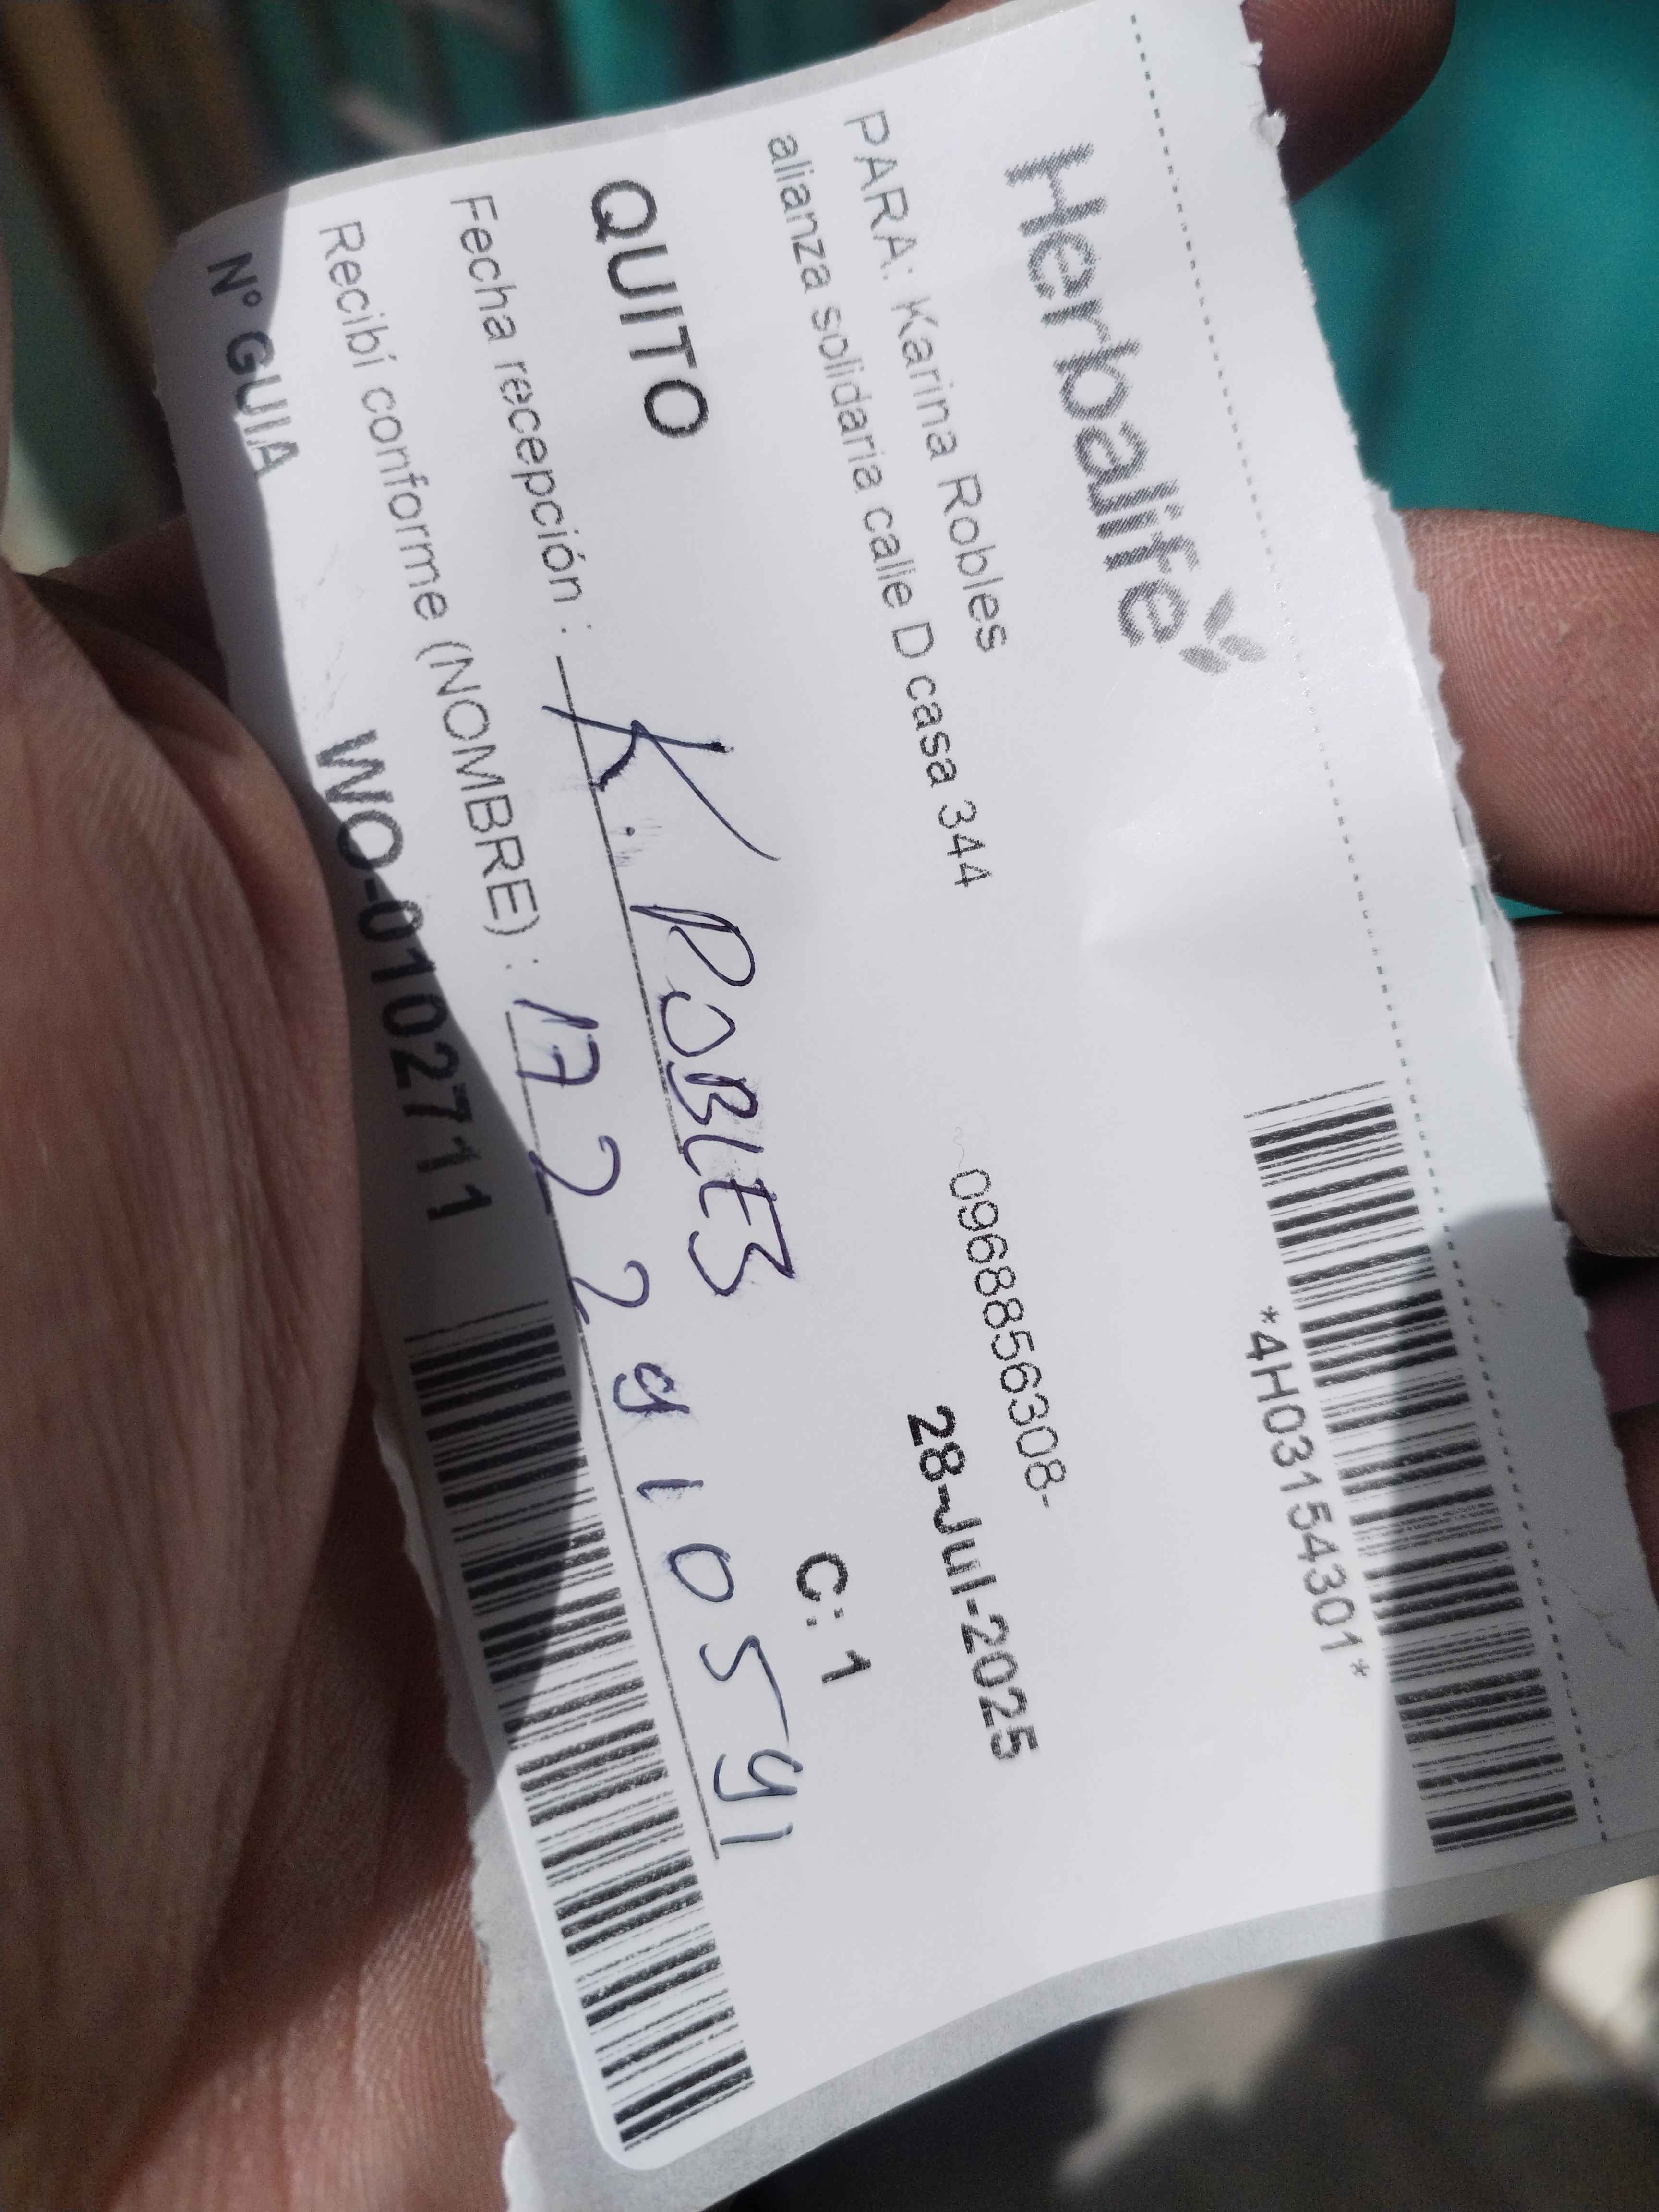 Herbalife
*4H03154301*
PARA: Karina Robles 0968856308-
alianza solidaria calle D casa 344 28-Jul-2025
QUITO C: 1
Fecha recepción : K. ROBLES
Recibí conforme (NOMBRE) : 1722910591
N° GUIA WO-0102711